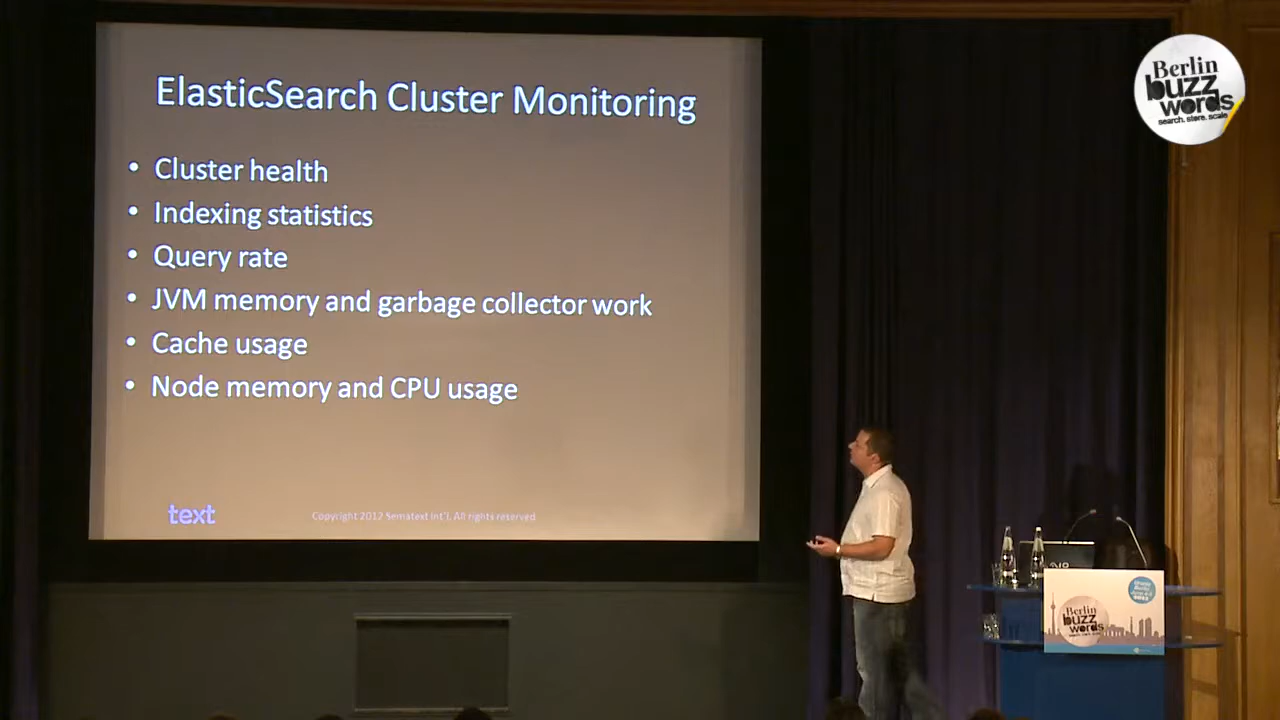 ElasticSearch Cluster Monitoring
• Cluster health
• Indexing statistics
• Query rate
• JVM memory and garbage collector work
• Cache usage
• Node memory and CPU usage
text
Copyright 2012 Sematext Int'l. All rights reserved
Berlin
buzz
words
search. store. scale
Berlin
buzz
words